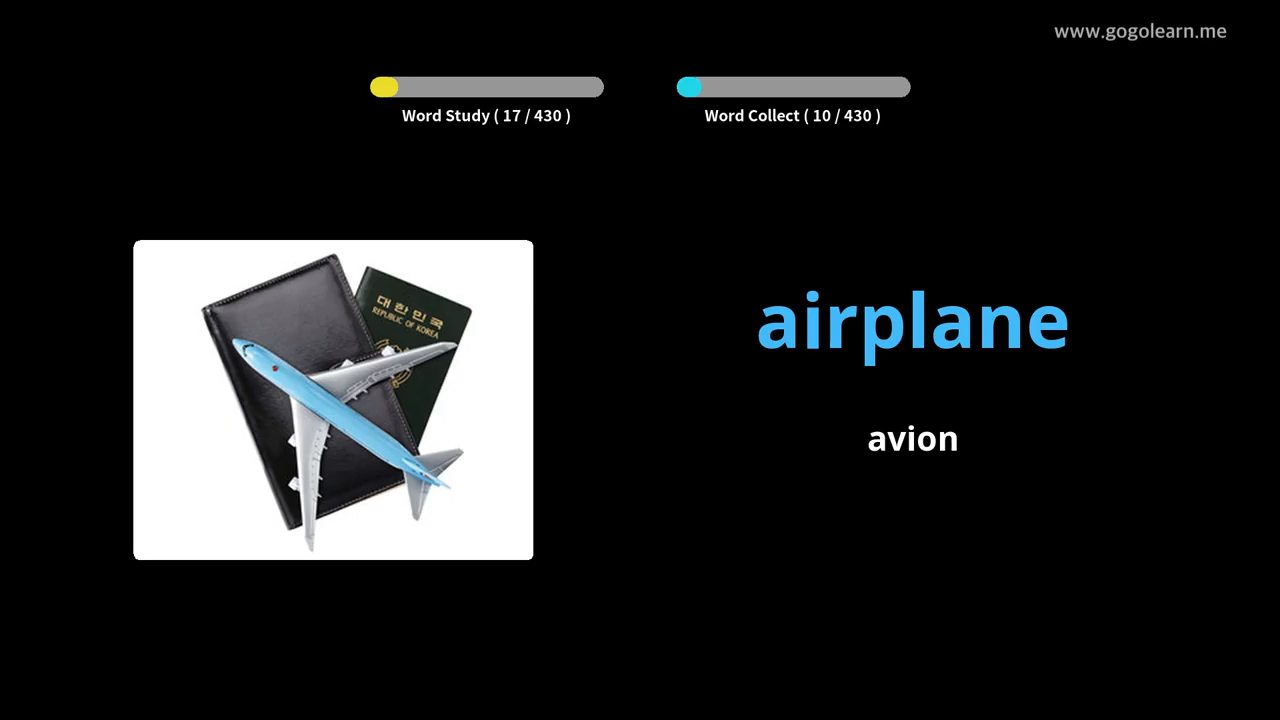 www.gogolearn.me
Word Study ( 17 / 430 )
Word Collect ( 10 / 430 )
대한민국
REPUBLIC OF KOREA
airplane
avion